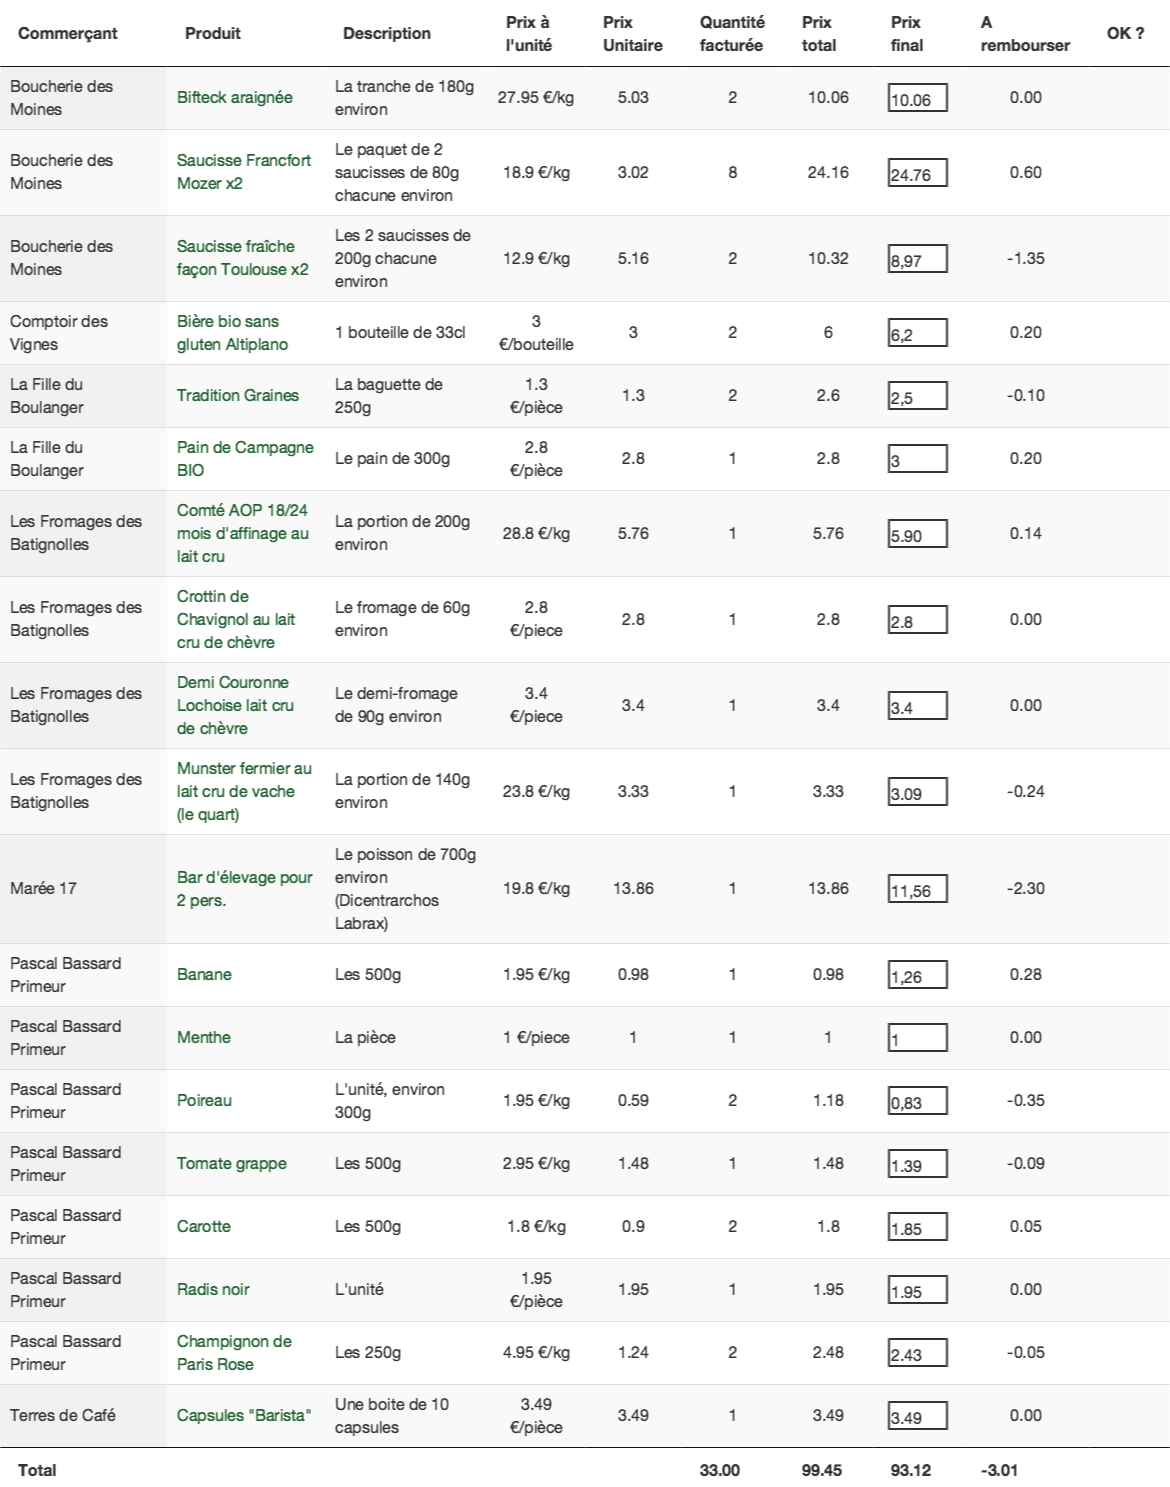 Commerçant Produit Description Prix à l'unité Prix Unitaire Quantité facturée Prix total Prix final A rembourser OK ?
Boucherie des Moines Bifteck araignée La tranche de 180g environ 27.95 €/kg 5.03 2 10.06 10.06 0.00
Boucherie des Moines Saucisse Francfort Mozer x2 Le paquet de 2 saucisses de 80g chacune environ 18.9 €/kg 3.02 8 24.16 24.76 0.60
Boucherie des Moines Saucisse fraîche façon Toulouse x2 Les 2 saucisses de 200g chacune environ 12.9 €/kg 5.16 2 10.32 8,97 -1.35
Comptoir des Vignes Bière bio sans gluten Altiplano 1 bouteille de 33cl 3 €/bouteille 3 2 6 6,2 0.20
La Fille du Boulanger Tradition Graines La baguette de 250g 1.3 €/pièce 1.3 2 2.6 2,5 -0.10
La Fille du Boulanger Pain de Campagne BIO Le pain de 300g 2.8 €/pièce 2.8 1 2.8 3 0.20
Les Fromages des Batignolles Comté AOP 18/24 mois d'affinage au lait cru La portion de 200g environ 28.8 €/kg 5.76 1 5.76 5.90 0.14
Les Fromages des Batignolles Crottin de Chavignol au lait cru de chèvre Le fromage de 60g environ 2.8 €/piece 2.8 1 2.8 2.8 0.00
Les Fromages des Batignolles Demi Couronne Lochoise lait cru de chèvre Le demi-fromage de 90g environ 3.4 €/piece 3.4 1 3.4 3.4 0.00
Les Fromages des Batignolles Munster fermier au lait cru de vache (le quart) La portion de 140g environ 23.8 €/kg 3.33 1 3.33 3.09 -0.24
Marée 17 Bar d'élevage pour 2 pers. Le poisson de 700g environ (Dicentrarchos Labrax) 19.8 €/kg 13.86 1 13.86 11,56 -2.30
Pascal Bassard Primeur Banane Les 500g 1.95 €/kg 0.98 1 0.98 1,26 0.28
Pascal Bassard Primeur Menthe La pièce 1 €/piece 1 1 1 1 0.00
Pascal Bassard Primeur Poireau L'unité, environ 300g 1.95 €/kg 0.59 2 1.18 0,83 -0.35
Pascal Bassard Primeur Tomate grappe Les 500g 2.95 €/kg 1.48 1 1.48 1.39 -0.09
Pascal Bassard Primeur Carotte Les 500g 1.8 €/kg 0.9 2 1.8 1.85 0.05
Pascal Bassard Primeur Radis noir L'unité 1.95 €/pièce 1.95 1 1.95 1.95 0.00
Pascal Bassard Primeur Champignon de Paris Rose Les 250g 4.95 €/kg 1.24 2 2.48 2.43 -0.05
Terres de Café Capsules "Barista" Une boite de 10 capsules 3.49 €/pièce 3.49 1 3.49 3.49 0.00
Total 33.00 99.45 93.12 -3.01